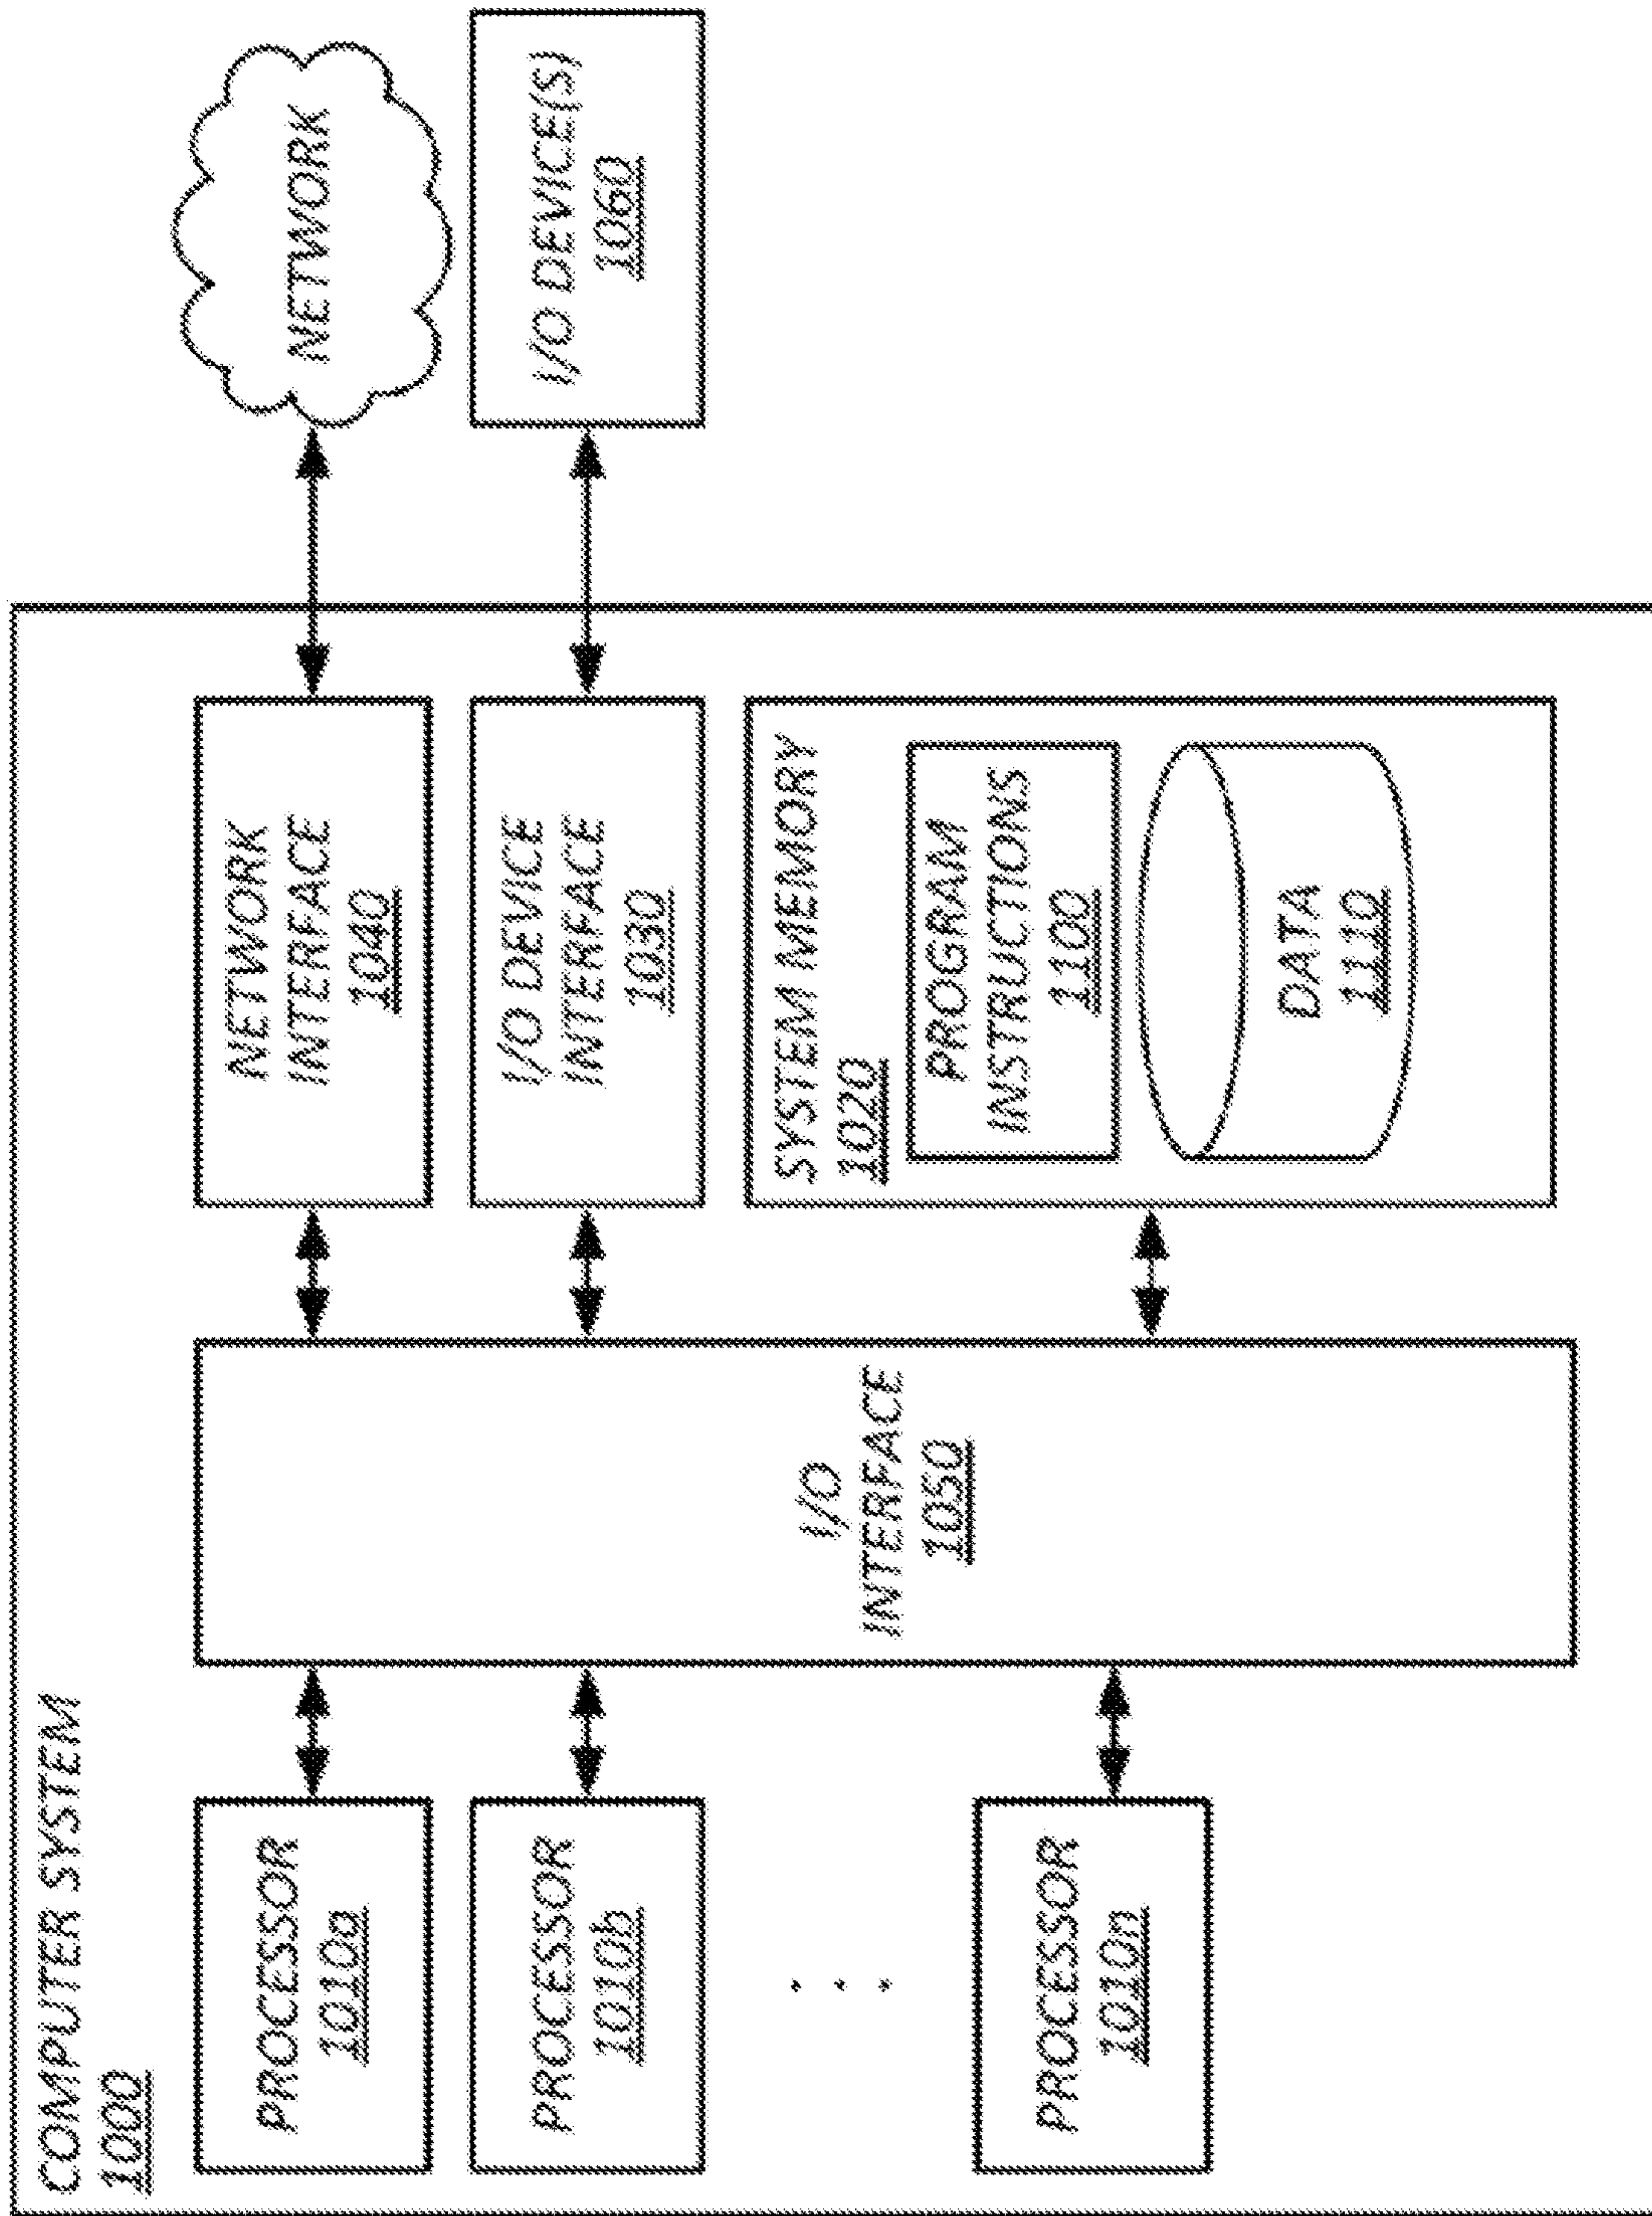 COMPUTER SYSTEM
1000
PROCESSOR
1010a
PROCESSOR
1010b
. . .
PROCESSOR
1010n
I/O
INTERFACE
1050
NETWORK
INTERFACE
1040
I/O DEVICE
INTERFACE
1030
SYSTEM MEMORY
1020
PROGRAM
INSTRUCTIONS
1100
DATA
1110
NETWORK
I/O DEVICE(S)
1060